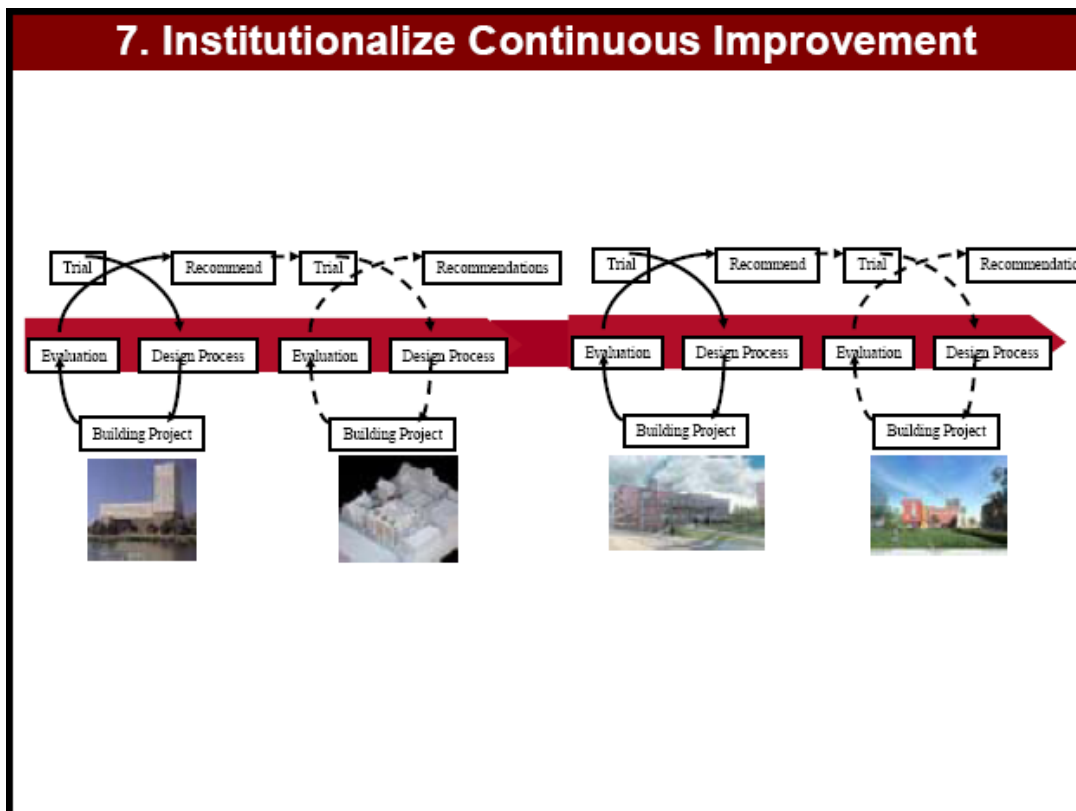 7. Institutionalize Continuous Improvement
Trial
Recommend
Trial
Recommendations
Trial
Recommend
Trial
Recommendatio
Evaluation
Design Process
Evaluation
Design Process
Evaluation
Design Process
Evaluation
Design Process
Building Project
Building Project
Building Project
Building Project